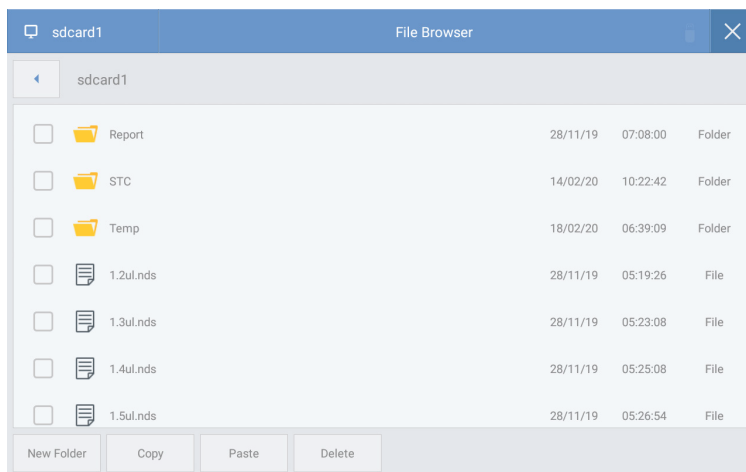 sdcard1 File Browser
sdcard1
Report 28/11/19 07:08:00 Folder
STC 14/02/20 10:22:42 Folder
Temp 18/02/20 06:39:09 Folder
1.2ul.nds 28/11/19 05:19:26 File
1.3ul.nds 28/11/19 05:23:08 File
1.4ul.nds 28/11/19 05:25:08 File
1.5ul.nds 28/11/19 05:26:54 File
New Folder Copy Paste Delete